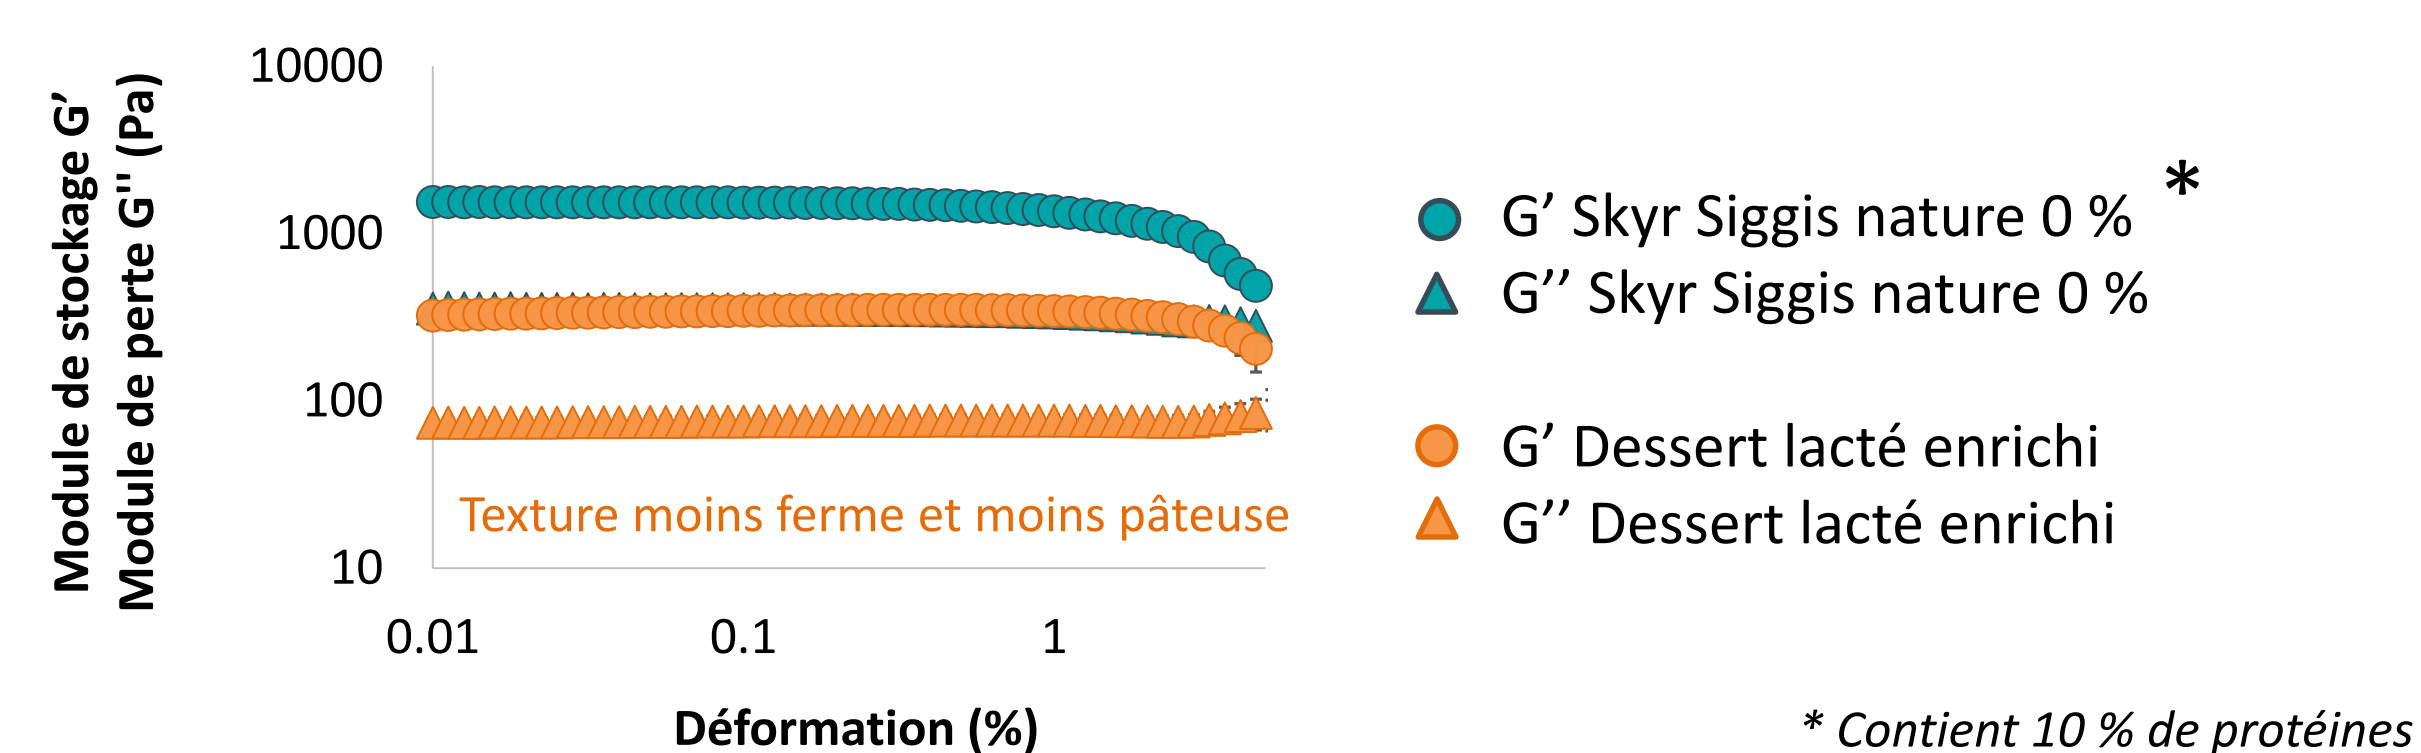 Module de stockage G’
Module de perte G'' (Pa)
10000
1000
100
10
0.01
0.1
1
Déformation (%)
Texture moins ferme et moins pâteuse
G’ Skyr Siggis nature 0 % *
G’’ Skyr Siggis nature 0 %
G’ Dessert lacté enrichi
G’’ Dessert lacté enrichi
* Contient 10 % de protéines